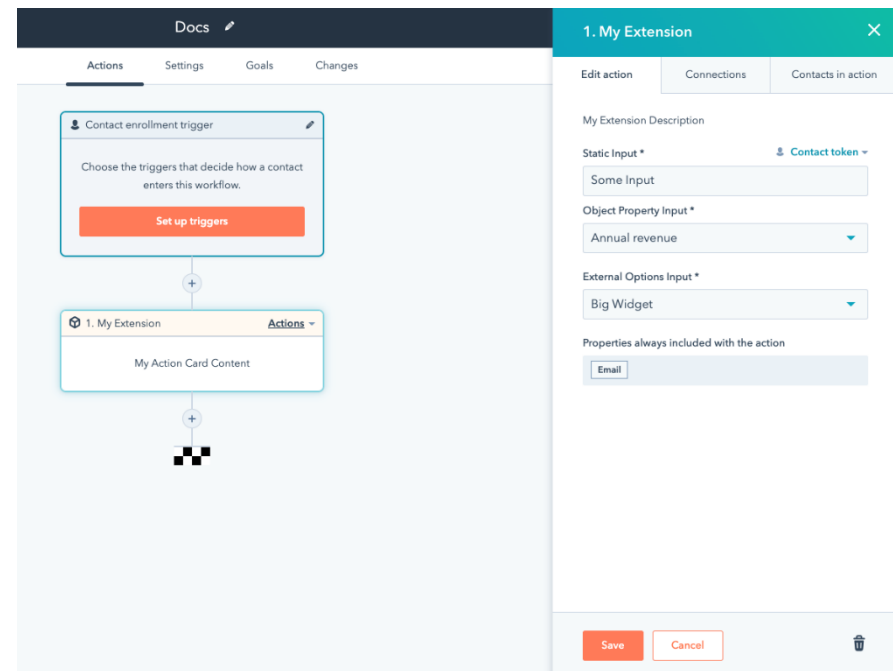 Docs
Actions Settings Goals Changes
Contact enrollment trigger
Choose the triggers that decide how a contact
enters this workflow.
Set up triggers
1. My Extension Actions
My Action Card Content
1. My Extension
Edit action Connections Contacts in action
My Extension Description
Static Input * Contact token
Some Input
Object Property Input *
Annual revenue
External Options Input *
Big Widget
Properties always included with the action
Email
Save Cancel